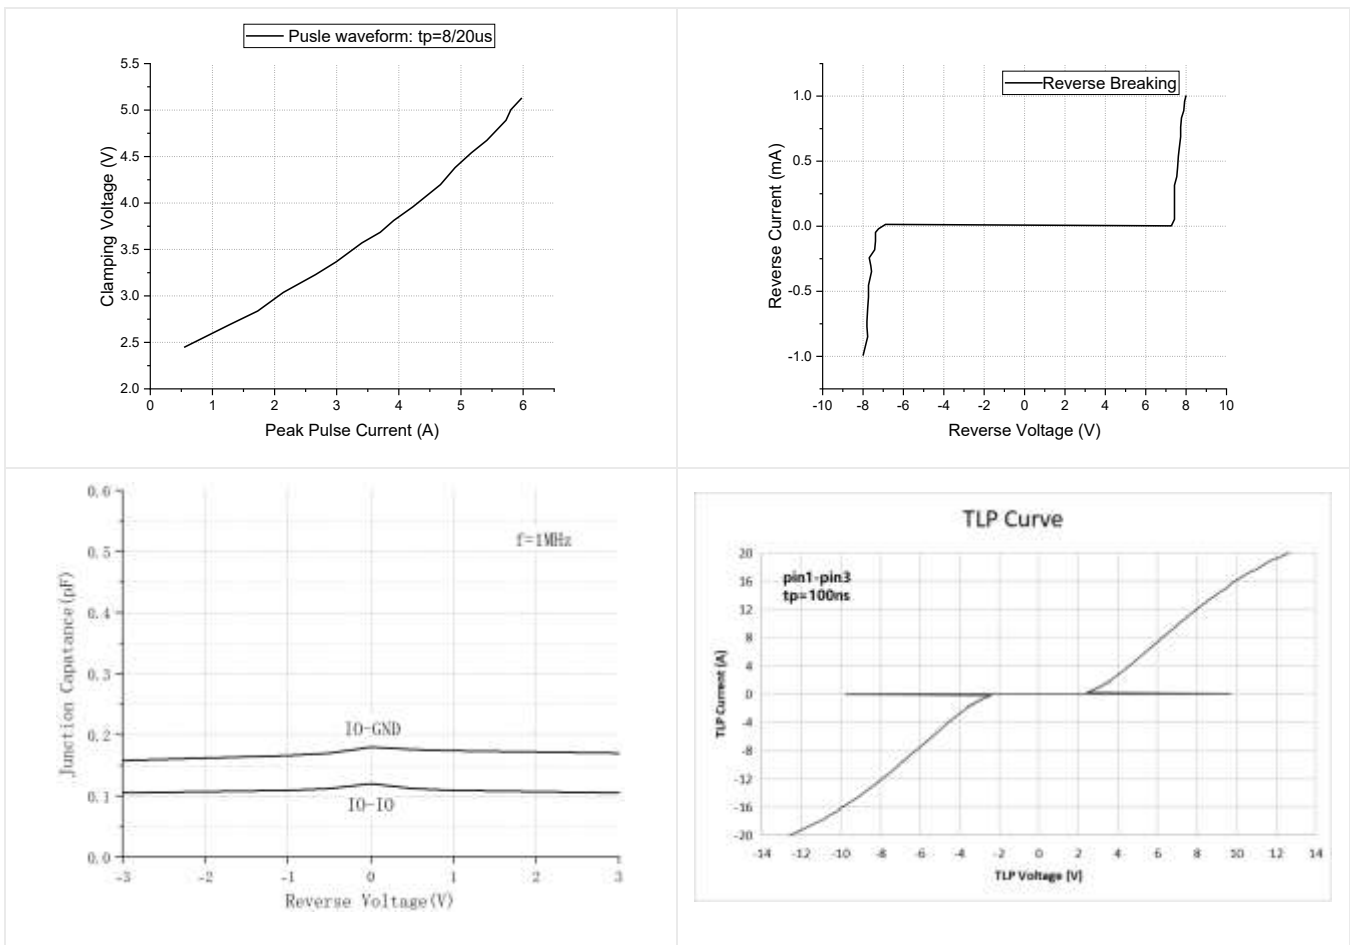 Pusle waveform: tp=8/20us
5.5
5.0
4.5
4.0
3.5
3.0
2.5
2.0
Clamping Voltage (V)
0 1 2 3 4 5 6
Peak Pulse Current (A)
Reverse Breaking
1.0
0.5
0.0
-0.5
-1.0
Reverse Current (mA)
-10 -8 -6 -4 -2 0 2 4 6 8 10
Reverse Voltage (V)
0.6
0.5
0.4
0.3
0.2
0.1
0.0
Junction Capatance(pF)
f=1MHz
IO-GND
IO-IO
-3 -2 -1 0 1 2 3
Reverse Voltage(V)
TLP Curve
pin1-pin3
tp=100ns
20
16
12
8
4
0
-4
-8
-12
-16
-20
TLP Current (A)
-14 -12 -10 -8 -6 -4 -2 0 2 4 6 8 10 12 14
TLP Voltage (V)